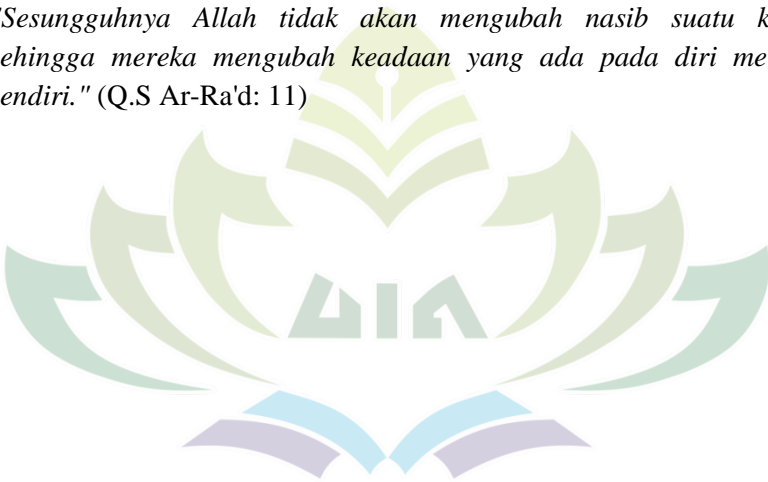 "Sesungguhnya Allah tidak akan mengubah nasib suatu k
ehingga mereka mengubah keadaan yang ada pada diri me
endiri." (Q.S Ar-Ra'd: 11)
UIN